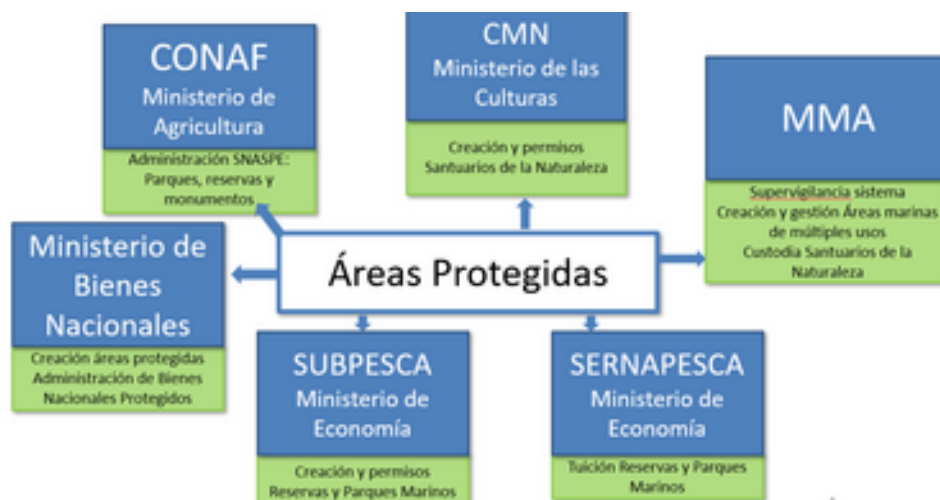 CONAF
Ministerio de
Agricultura
Administración SNASPE:
Parques, reservas y
monumentos
CMN
Ministerio de las
Culturas
Creación y permisos
Santuarios de la Naturaleza
MMA
Supervigilancia sistema
Creación y gestión Áreas marinas
de múltiples usos
Custodia Santuarios de la
Naturaleza
Áreas Protegidas
Ministerio de
Bienes
Nacionales
Creación áreas protegidas
Administración de Bienes
Nacionales Protegidos
SUBPESCA
Ministerio de
Economía
Creación y permisos
Reservas y Parques Marinos
SERNAPESCA
Ministerio de
Economía
Tuición Reservas y Parques
Marinos